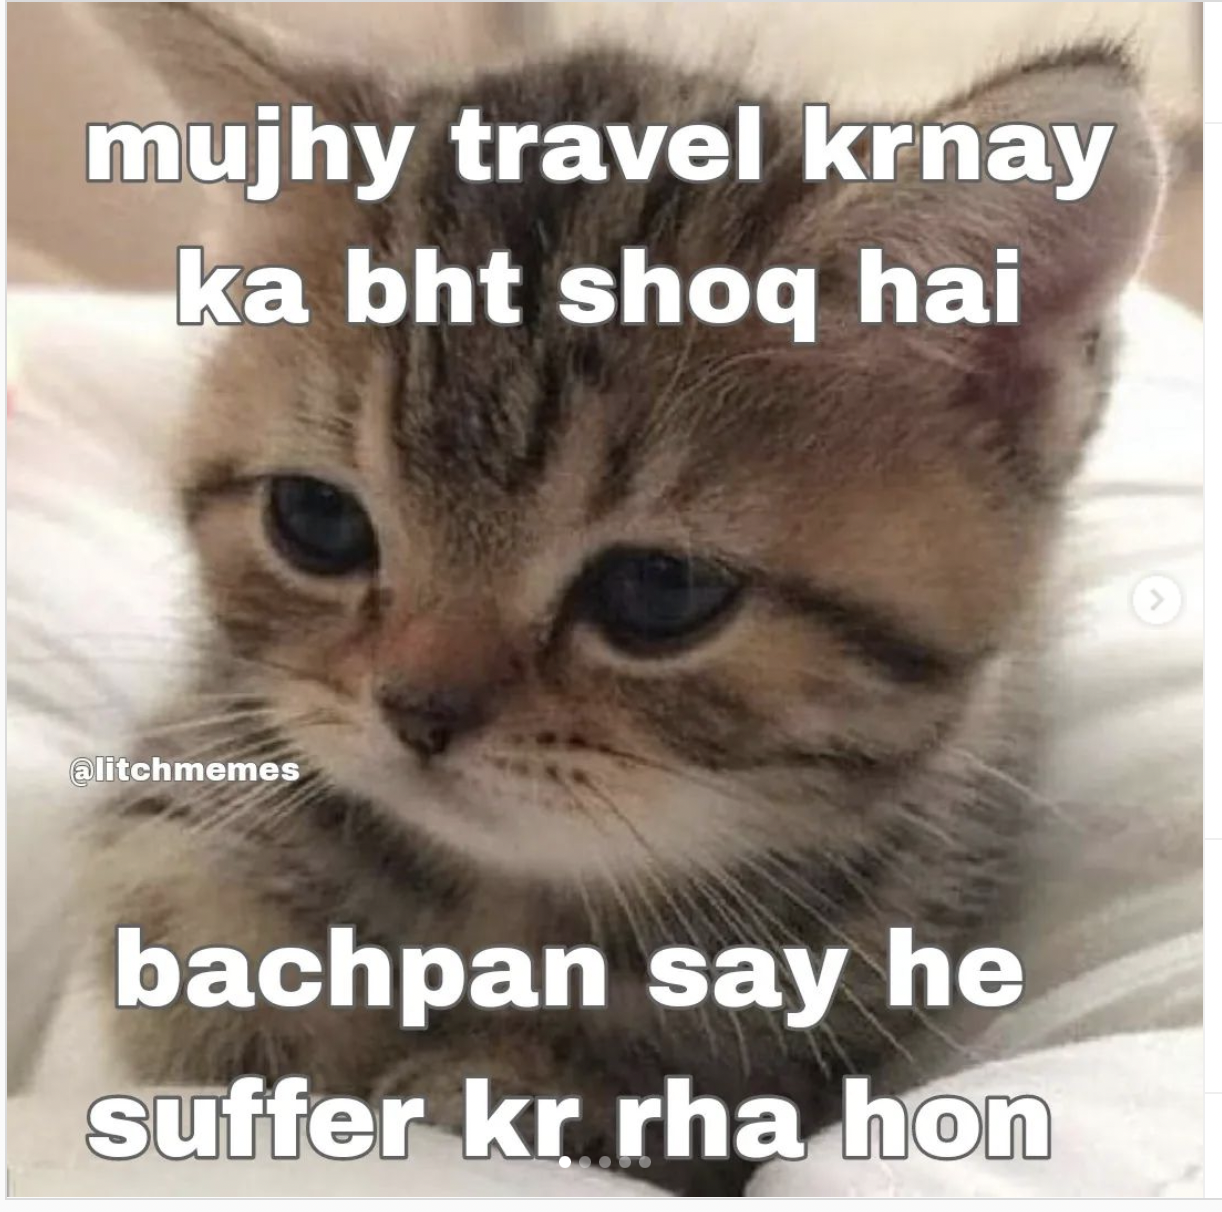 mujhy travel krnay
ka bht shoq hai
@litchmemes
bachpan say he
suffer kr rha hon